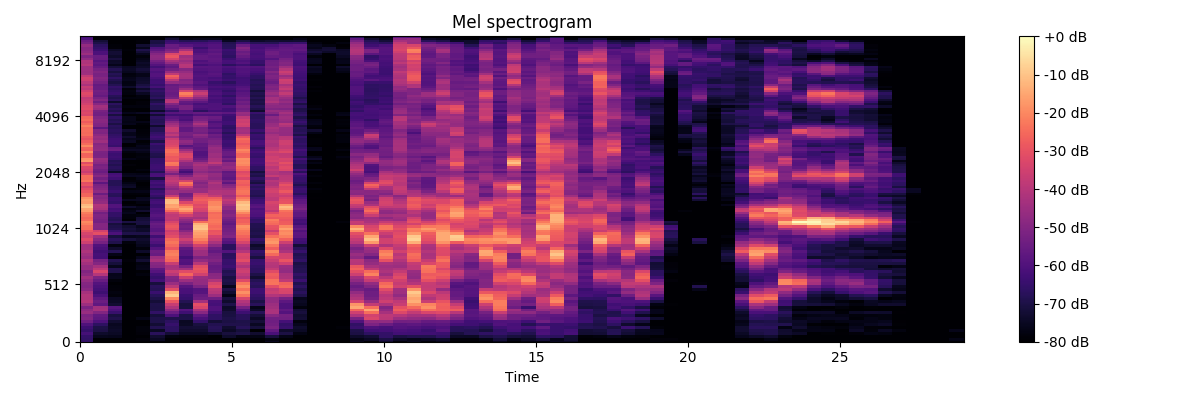 Mel spectrogram
8192
4096
2048
1024
512
0
Hz
0
5
10
15
20
25
Time
+0 dB
-10 dB
-20 dB
-30 dB
-40 dB
-50 dB
-60 dB
-70 dB
-80 dB